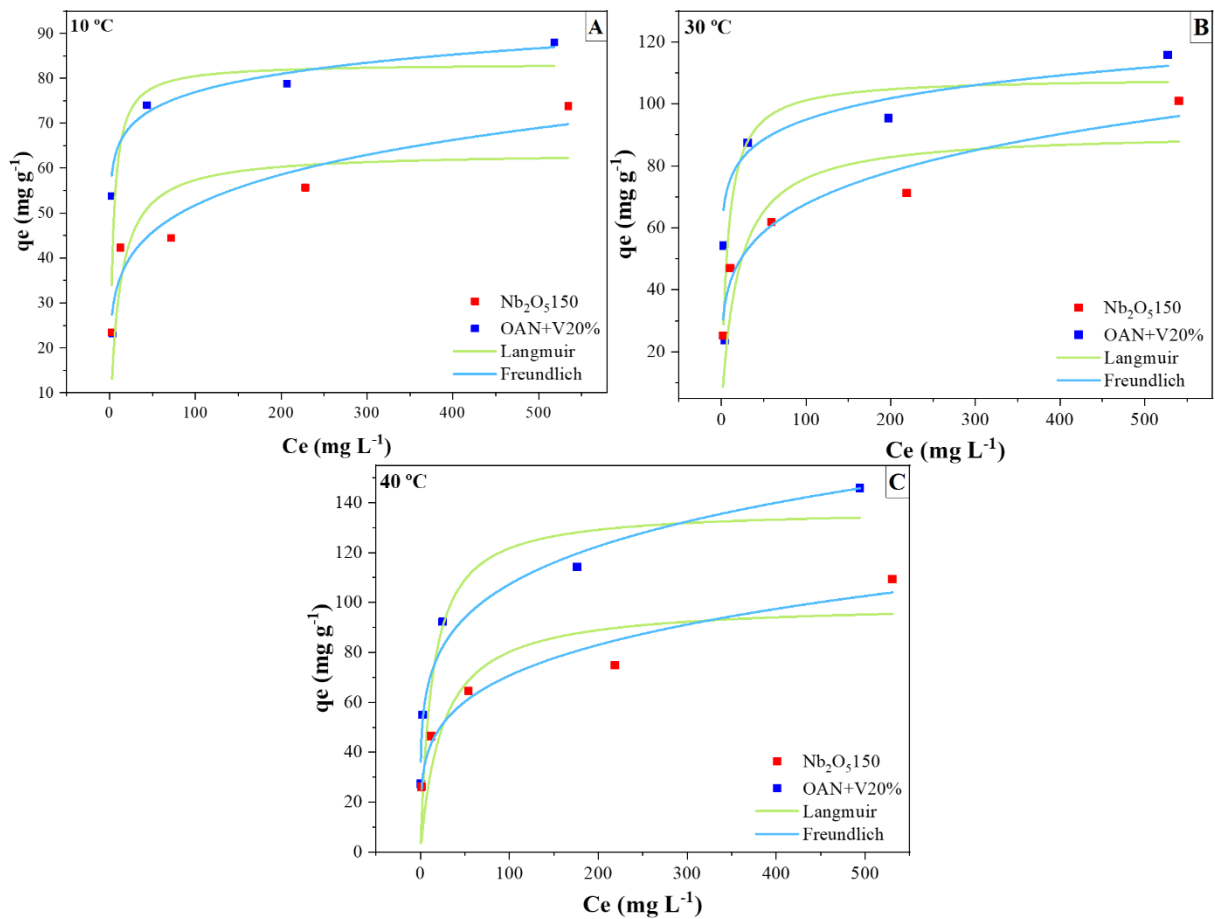 10 ºC
A
90
80
70
60
50
40
30
20
10
qe (mg g⁻¹)
Nb₂O₅150
OAN+V20%
Langmuir
Freundlich
0
100
200
300
400
500
Ce (mg L⁻¹)
30 ºC
B
120
100
80
60
40
20
qe (mg g⁻¹)
Nb₂O₅150
OAN+V20%
Langmuir
Freundlich
0
100
200
300
400
500
Ce (mg L⁻¹)
40 ºC
C
140
120
100
80
60
40
20
0
qe (mg g⁻¹)
Nb₂O₅150
OAN+V20%
Langmuir
Freundlich
0
100
200
300
400
500
Ce (mg L⁻¹)